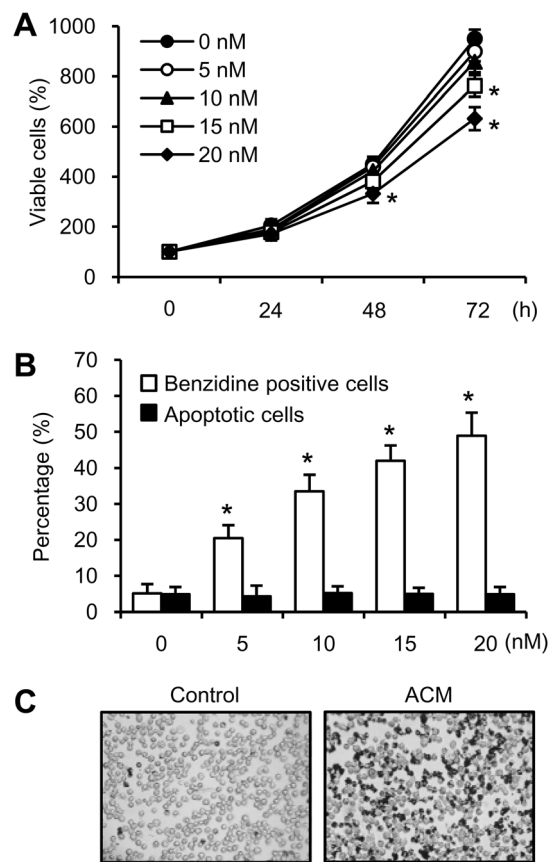 A
1000
800
600
400
200
0
Viable cells (%)
0 nM
5 nM
10 nM
15 nM
20 nM
*
*
*
0 24 48 72 (h)
B
70
60
50
40
30
20
10
0
Percentage (%)
Benzidine positive cells
Apoptotic cells
*
*
*
*
0 5 10 15 20 (nM)
C
Control ACM